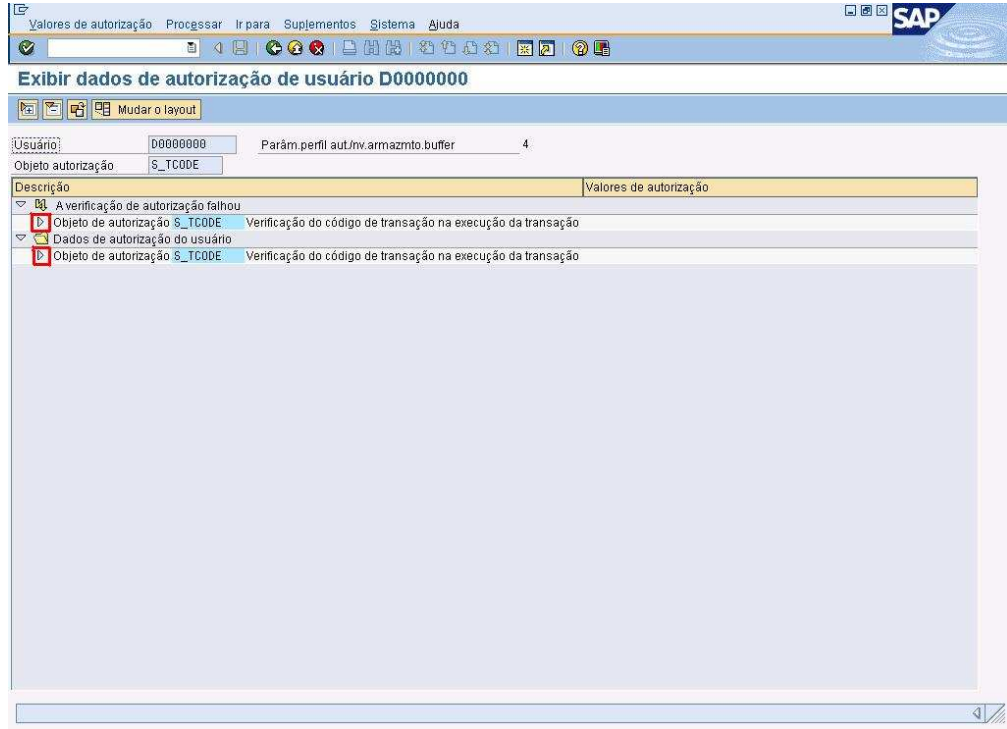 Valores de autorização Processar Ir para Suplementos Sistema Ajuda
SAP
Exibir dados de autorização de usuário D0000000
Mudar o layout
Usuário D0000000 Parâm.perfil aut./nv.armazmto.buffer 4
Objeto autorização S_TCODE
Descrição Valores de autorização
A verificação de autorização falhou
Objeto de autorização S_TCODE Verificação do código de transação na execução da transação
Dados de autorização do usuário
Objeto de autorização S_TCODE Verificação do código de transação na execução da transação